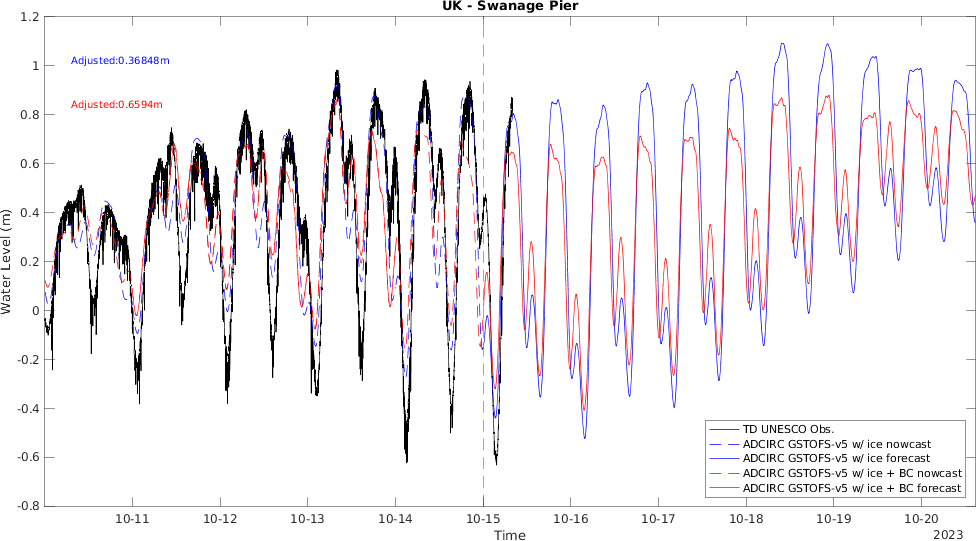 UK - Swanage Pier
1.2
1
0.8
0.6
0.4
0.2
0
-0.2
-0.4
-0.6
-0.8
Water Level (m)
Adjusted:0.36848m
Adjusted:0.6594m
TD UNESCO Obs.
ADCIRC GSTOFS-v5 w/ ice nowcast
ADCIRC GSTOFS-v5 w/ ice forecast
ADCIRC GSTOFS-v5 w/ ice + BC nowcast
ADCIRC GSTOFS-v5 w/ ice + BC forecast
10-11 10-12 10-13 10-14 10-15 10-16 10-17 10-18 10-19 10-20
Time
2023